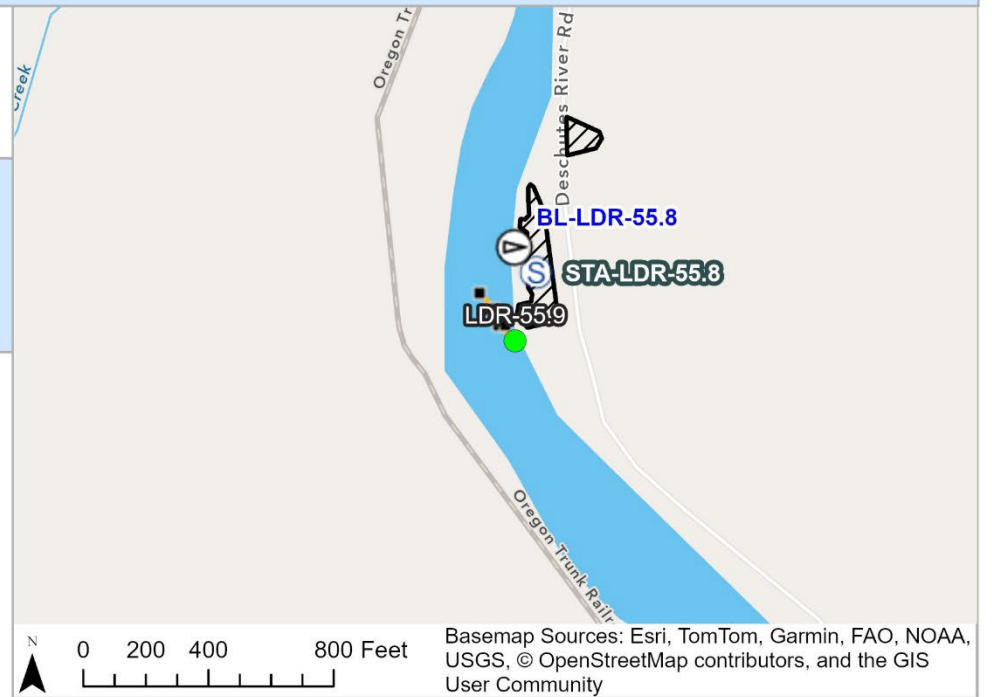 Oregon Tr
Deschutes River Rd
Creek
BL-LDR-55.8
S
STA-LDR-55.8
LDR-55.9
Oregon Trunk Railr
N
0 200 400 800 Feet
Basemap Sources: Esri, TomTom, Garmin, FAO, NOAA,
USGS, © OpenStreetMap contributors, and the GIS
User Community